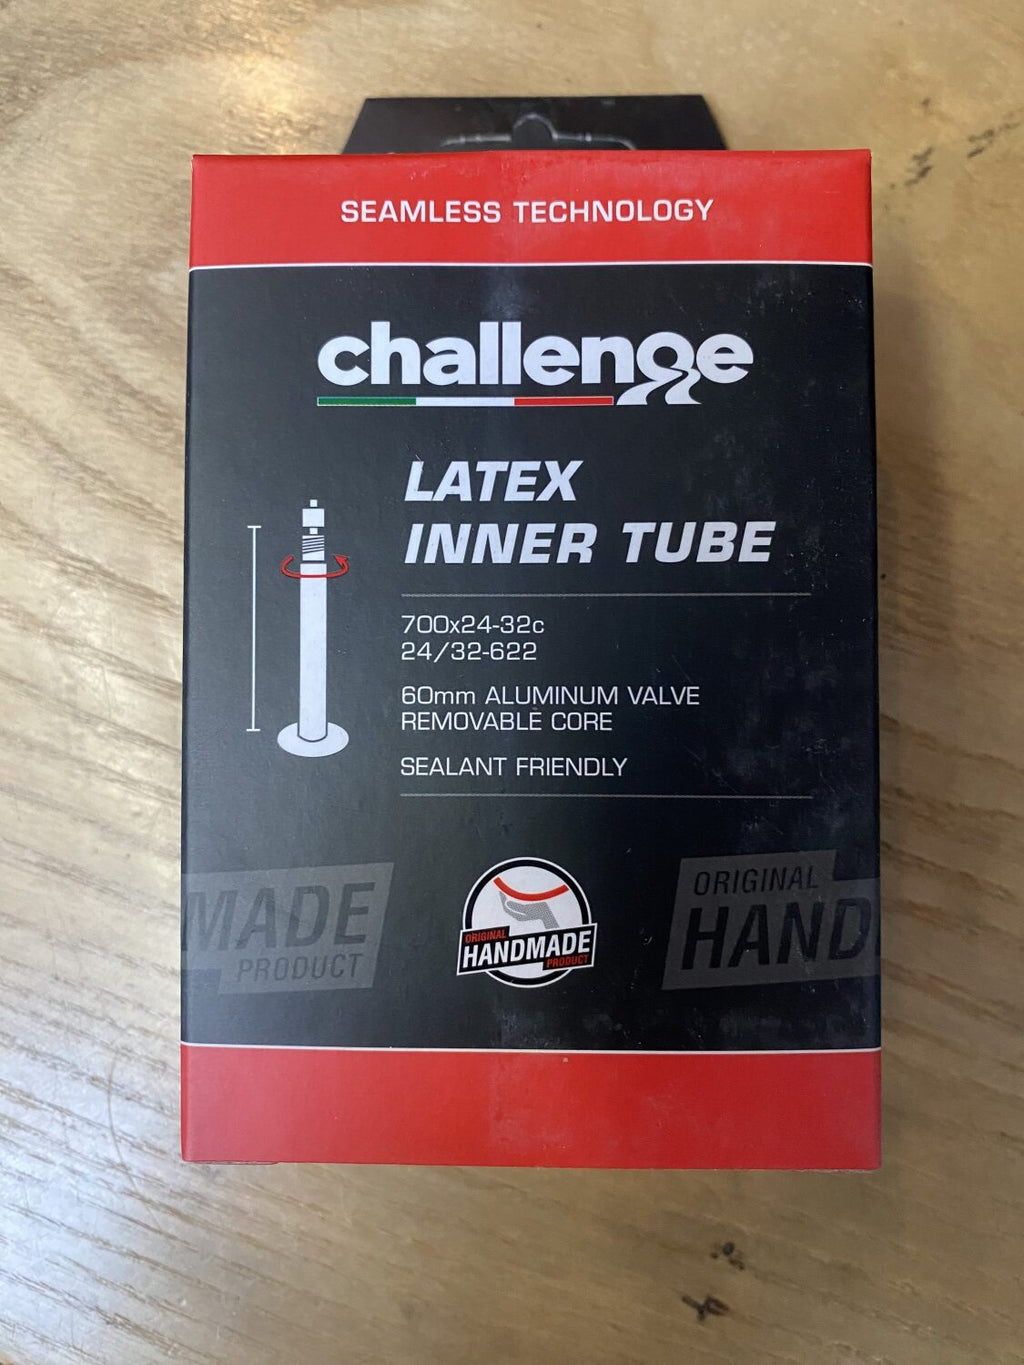 SEAMLESS TECHNOLOGY
challenge
LATEX
INNER TUBE
700x24-32c
24/32-622
60mm ALUMINUM VALVE
REMOVABLE CORE
SEALANT FRIENDLY
MADE
PRODUCT
ORIGINAL
HANDMADE
PRODUCT
ORIGINAL
HAND